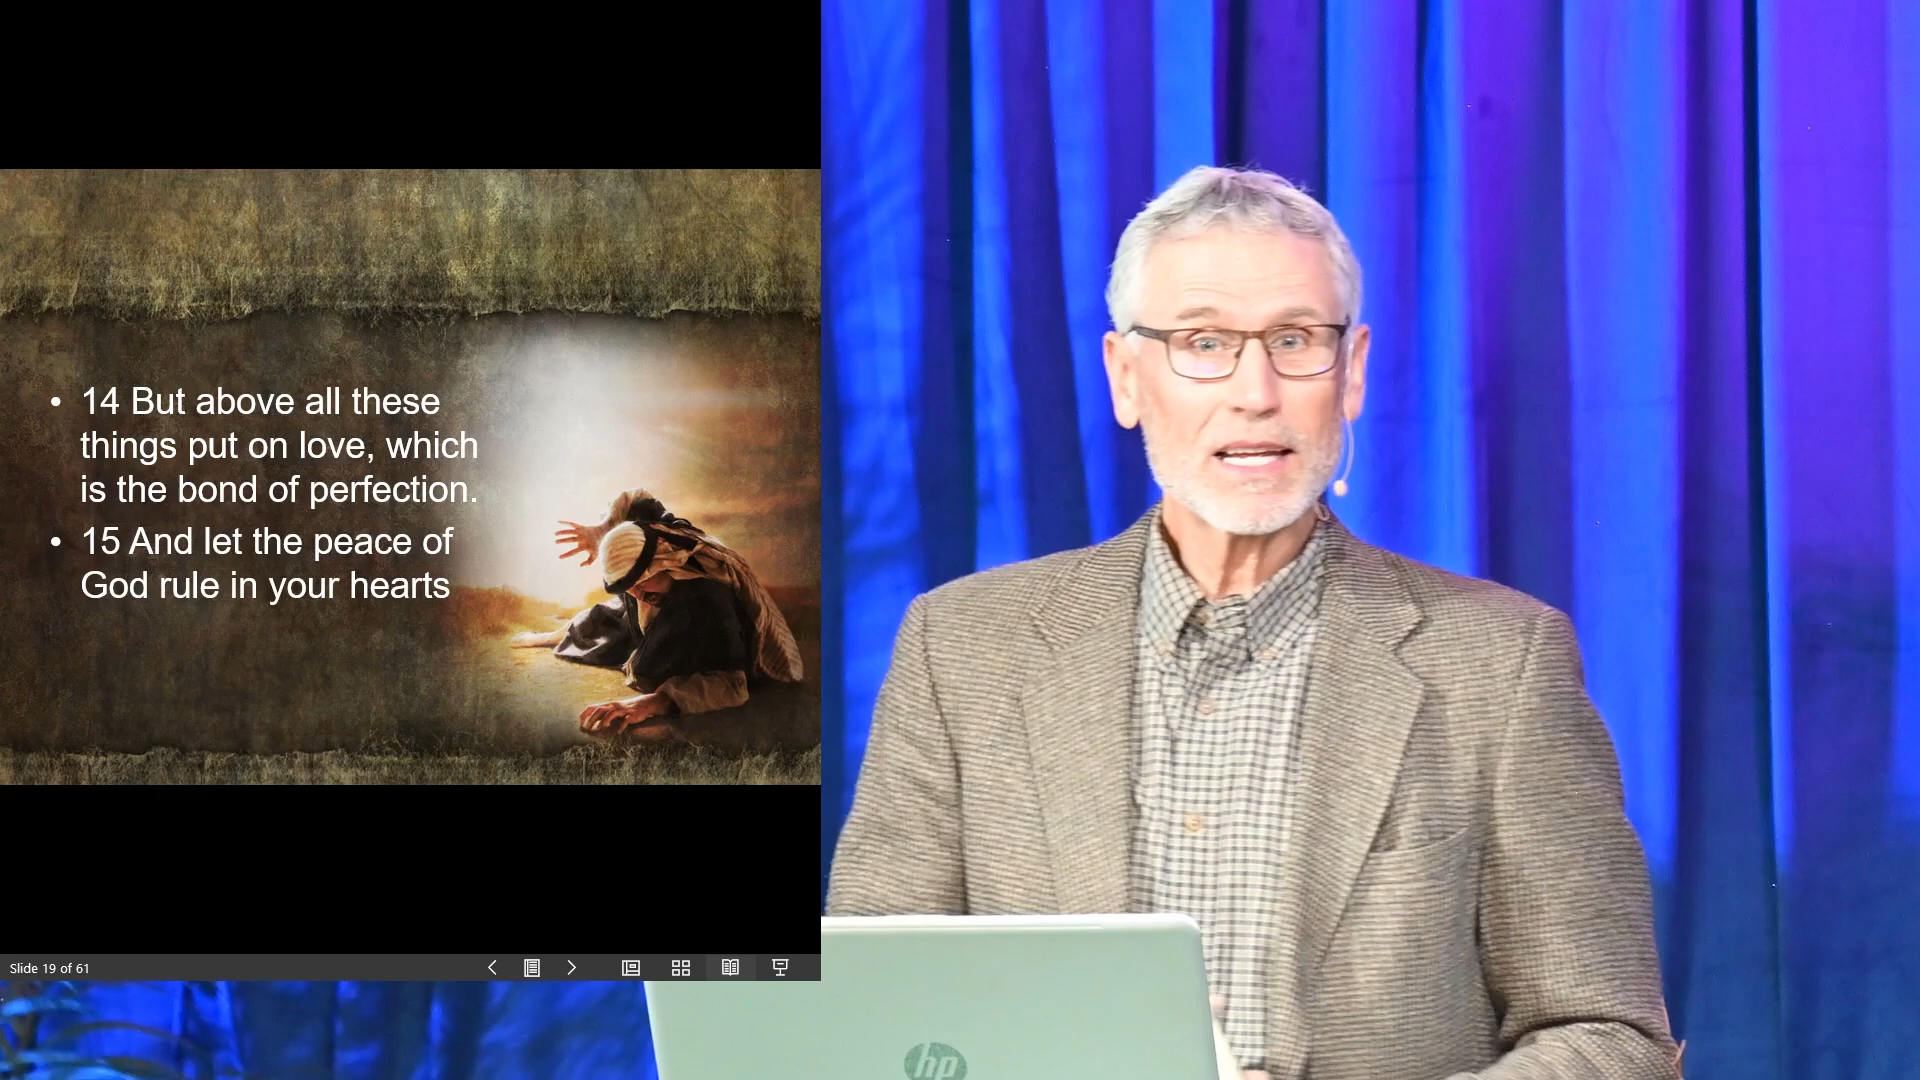 • 14 But above all these
things put on love, which
is the bond of perfection.
• 15 And let the peace of
God rule in your hearts
Slide 19 of 61
hp